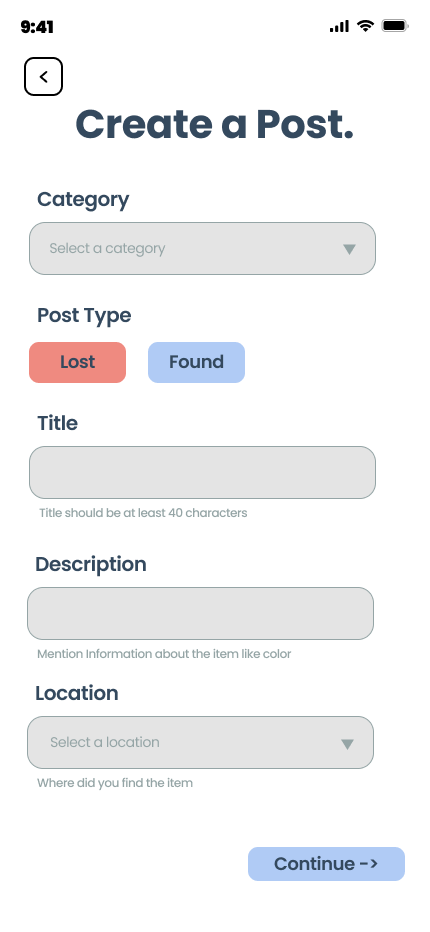 9:41
Create a Post.
Category
Select a category
Post Type
Lost
Found
Title
Title should be at least 40 characters
Description
Mention Information about the item like color
Location
Select a location
Where did you find the item
Continue ->